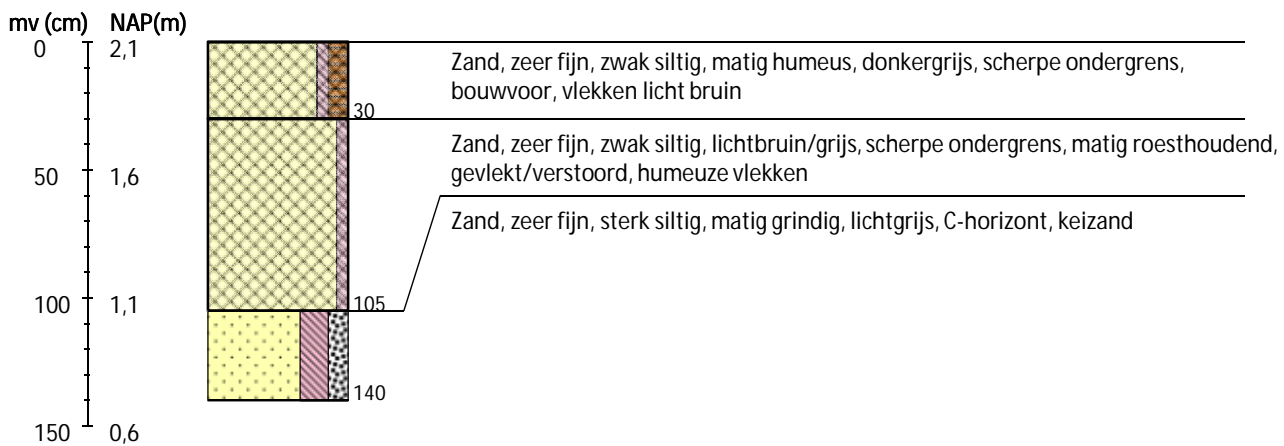 mv (cm) NAP(m)
0 2,1
Zand, zeer fijn, zwak siltig, matig humeus, donkergrijs, scherpe ondergrens,
bouwvoor, vlekken licht bruin
30
Zand, zeer fijn, zwak siltig, lichtbruin/grijs, scherpe ondergrens, matig roesthoudend,
gevlekt/verstoord, humeuze vlekken
50 1,6
Zand, zeer fijn, sterk siltig, matig grindig, lichtgrijs, C-horizont, keizand
100 1,1
105
140
150 0,6